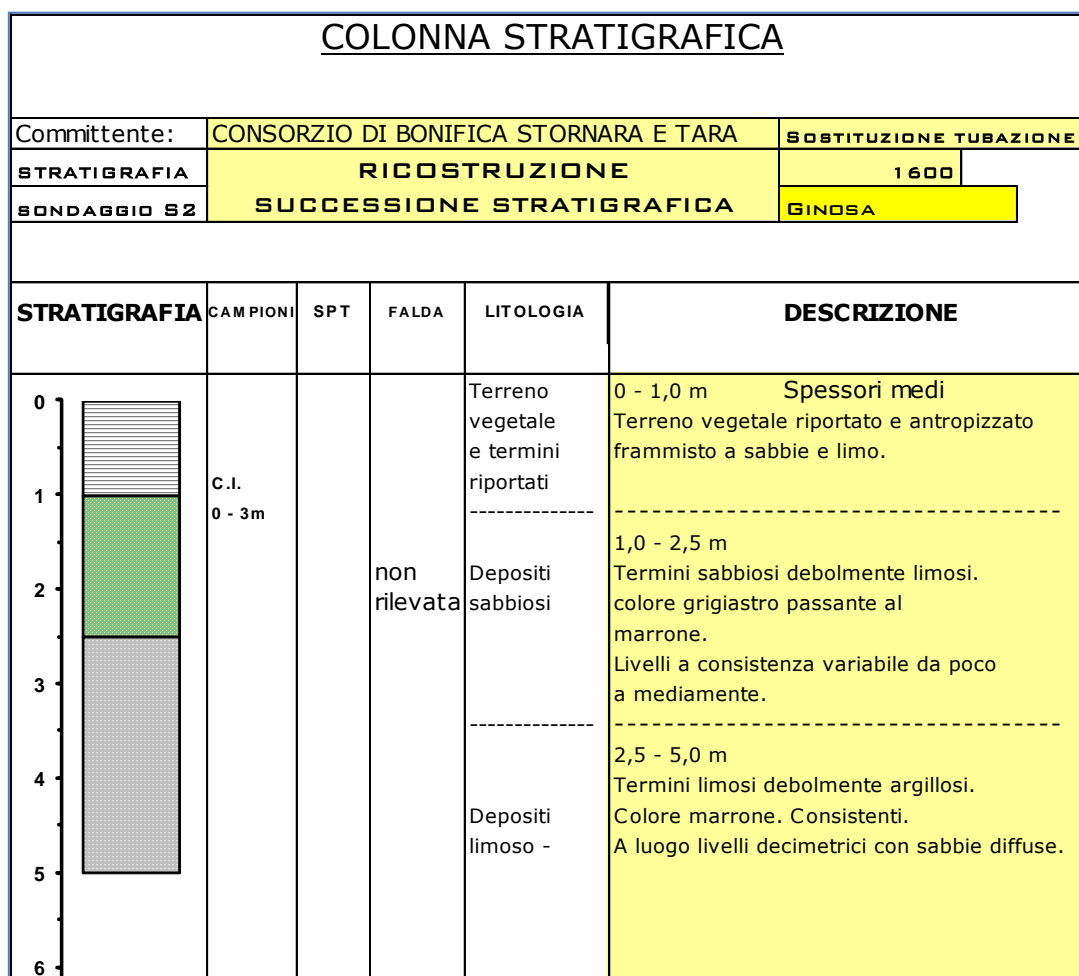 COLONNA STRATIGRAFICA
Committente: CONSORZIO DI BONIFICA STORNARA E TARA SOSTITUZIONE TUBAZIONE
STRATIGRAFIA RICOSTRUZIONE 1600
SONDAGGIO S2 SUCCESSIONE STRATIGRAFICA GINOSA
STRATIGRAFIA CAMPIONI SPT FALDA LITOLOGIA DESCRIZIONE
0
1
2
3
4
5
6
C.I.
0 - 3m
non
rilevata
Terreno
vegetale
e termini
riportati
--------------
Depositi
sabbiosi
--------------
Depositi
limoso -
0 - 1,0 m Spessori medi
Terreno vegetale riportato e antropizzato
frammisto a sabbie e limo.
------------------------------------
1,0 - 2,5 m
Termini sabbiosi debolmente limosi.
colore grigiastro passante al
marrone.
Livelli a consistenza variabile da poco
a mediamente.
------------------------------------
2,5 - 5,0 m
Termini limosi debolmente argillosi.
Colore marrone. Consistenti.
A luogo livelli decimetrici con sabbie diffuse.